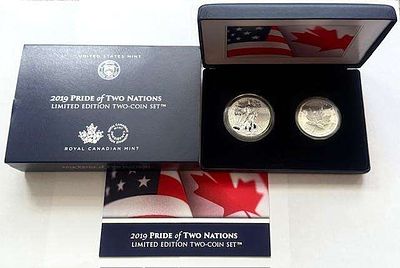 UNITED STATES MINT
2019 PRIDE of TWO NATIONS
LIMITED EDITION TWO-COIN SET™
ROYAL CANADIAN MINT
2019 PRIDE of TWO NATIONS
LIMITED EDITION TWO-COIN SET™